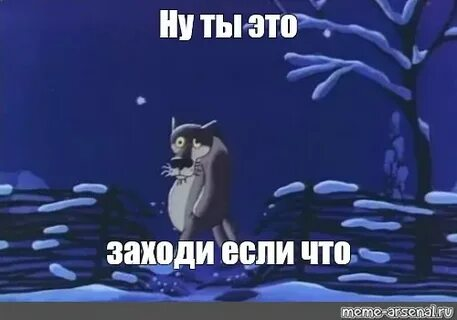 Ну ты это
заходи если что
meme-arsenal.ru